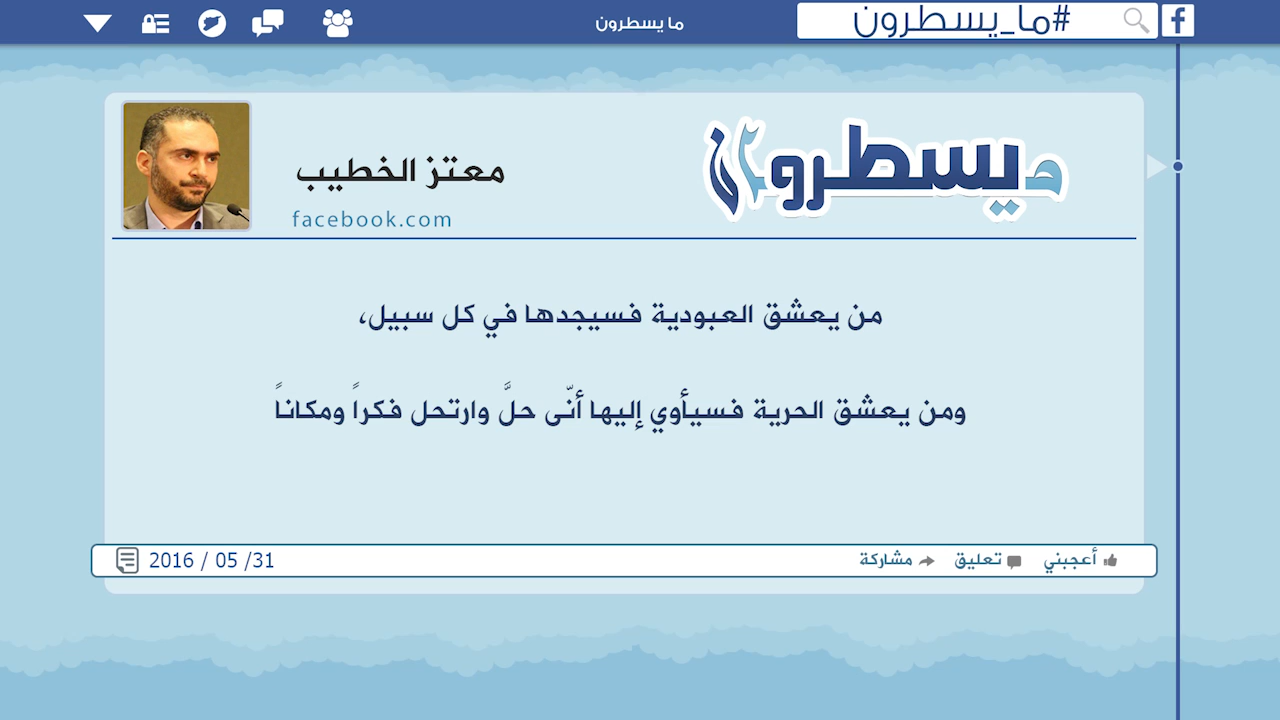 #ما_يسطرون
ما يسطرون
ما يسطرون
معتز الخطيب
facebook.com
من يعشق العبودية فسيجدها في كل سبيل،
ومن يعشق الحرية فسيأوي إليها أنّى حلَّ وارتحل فكراً ومكاناً
أعجبني تعليق مشاركة
2016 / 05 /31